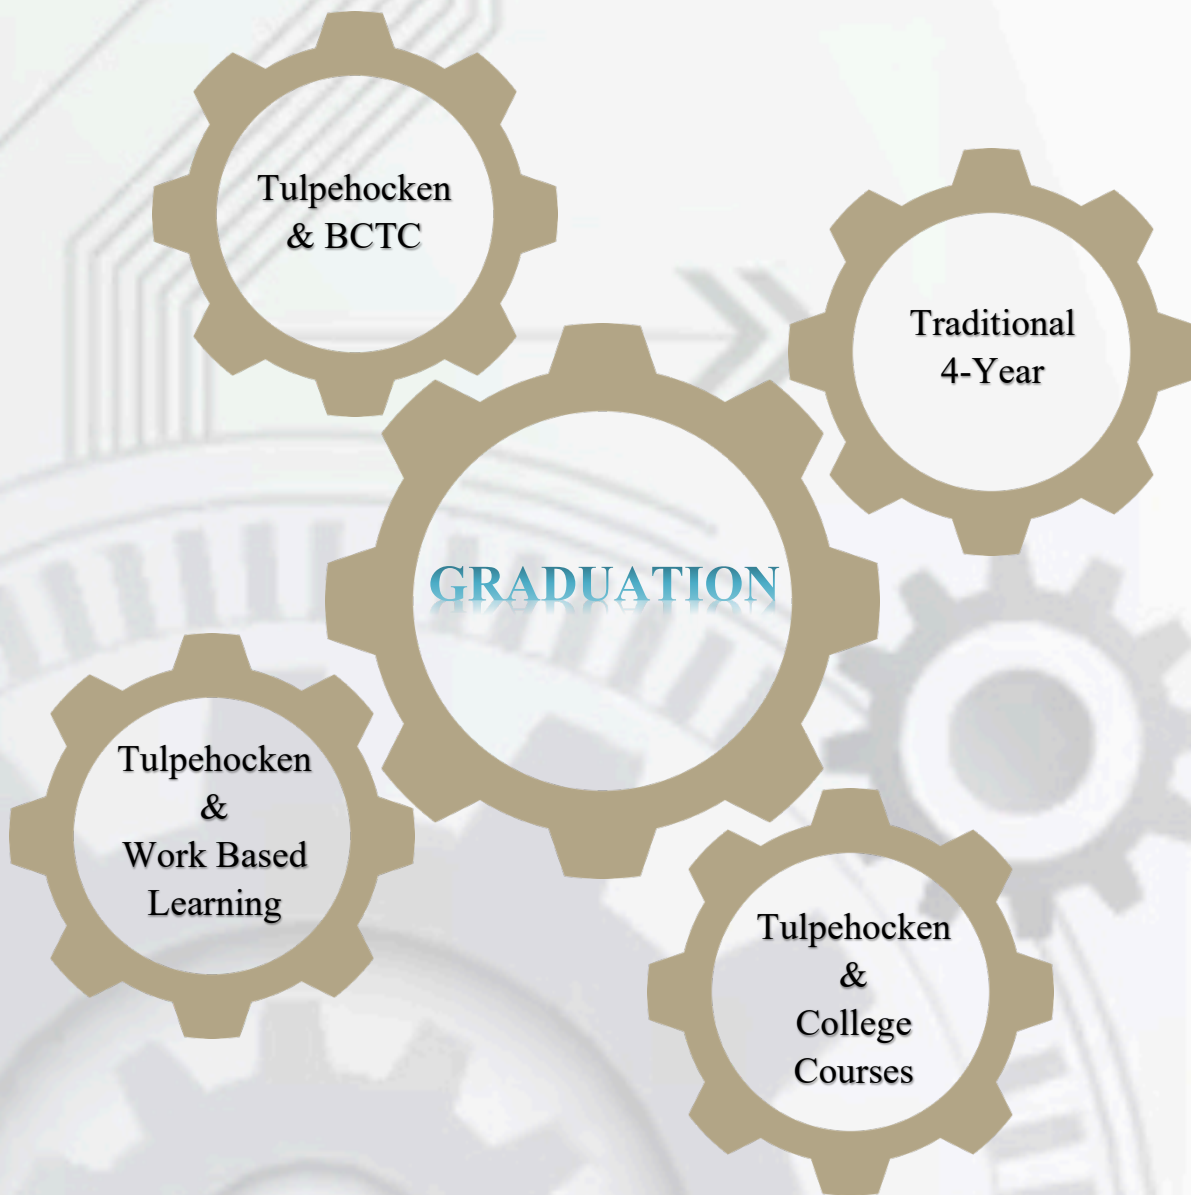 Tulpehocken
& BCTC
Traditional
4-Year
GRADUATION
Tulpehocken
&
Work Based
Learning
Tulpehocken
&
College
Courses